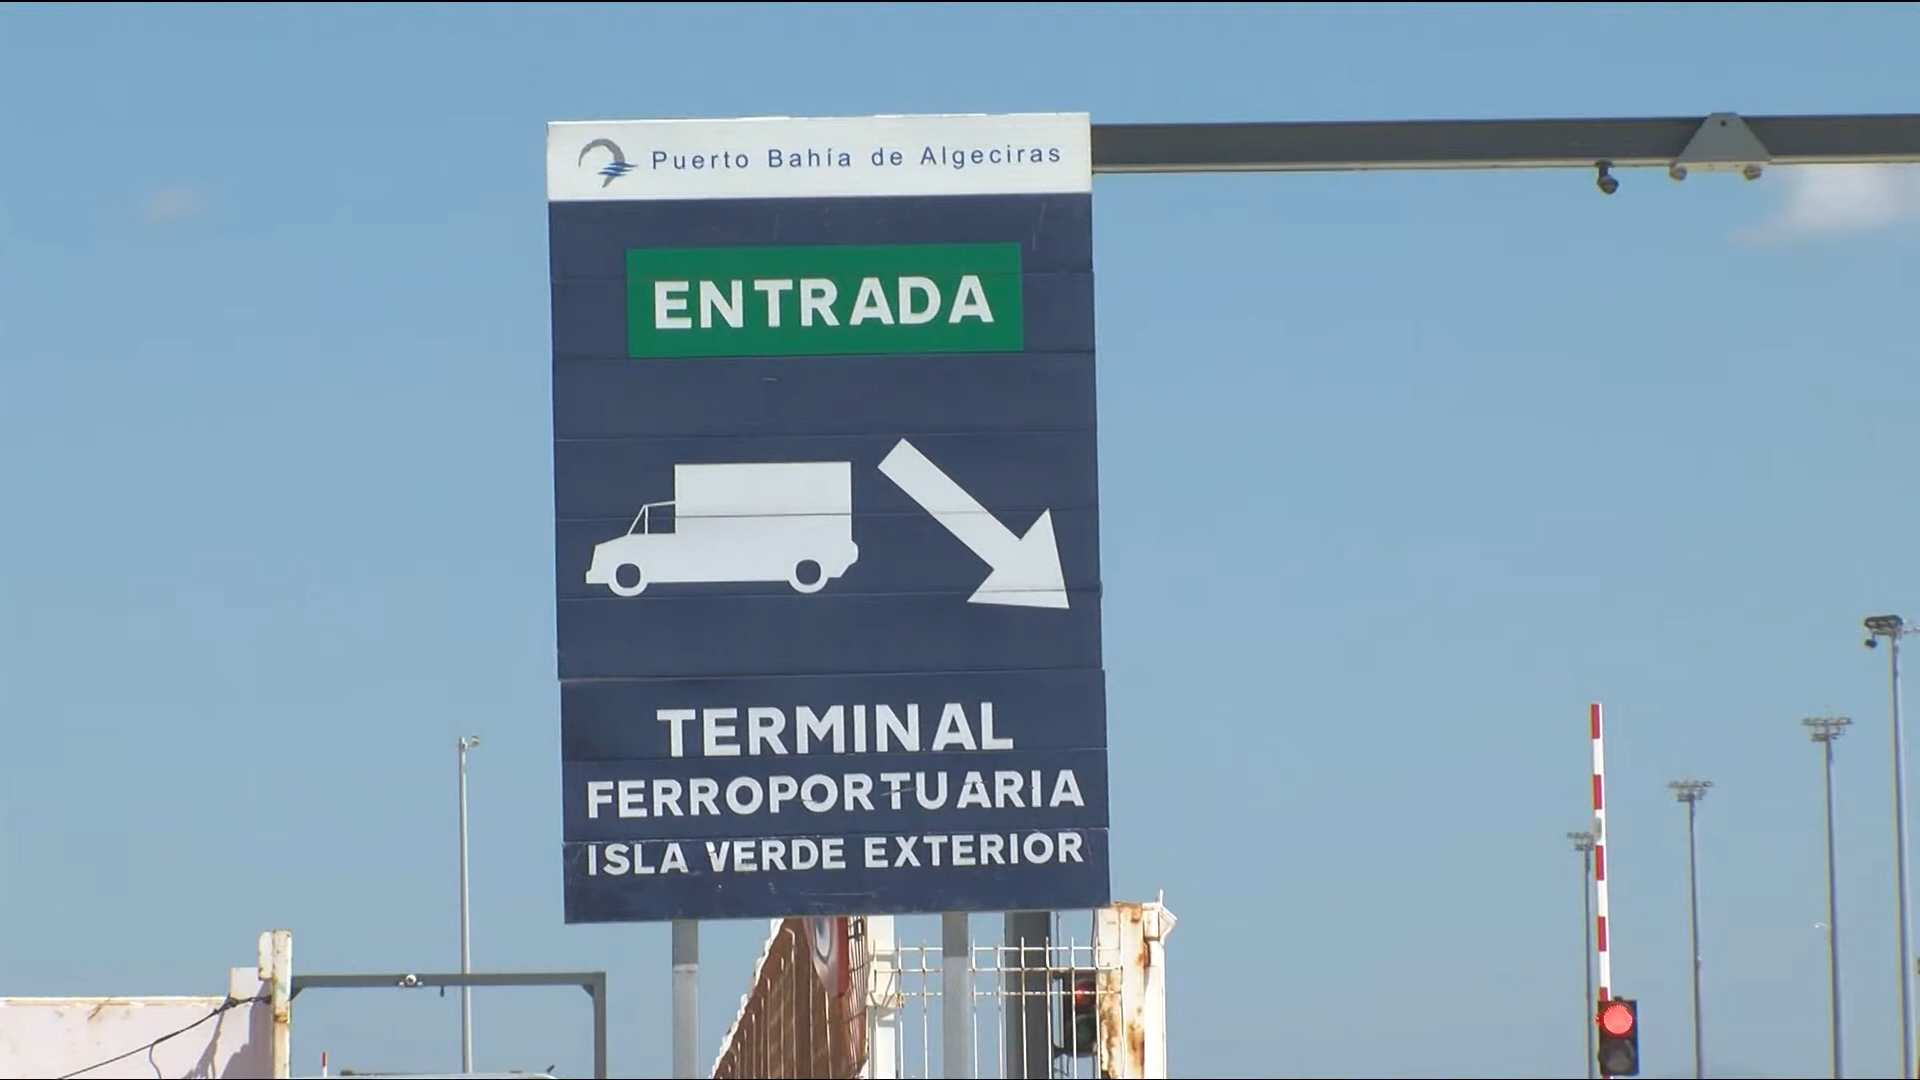 Puerto Bahía de Algeciras
ENTRADA
TERMINAL
FERROPORTUARIA
ISLA VERDE EXTERIOR